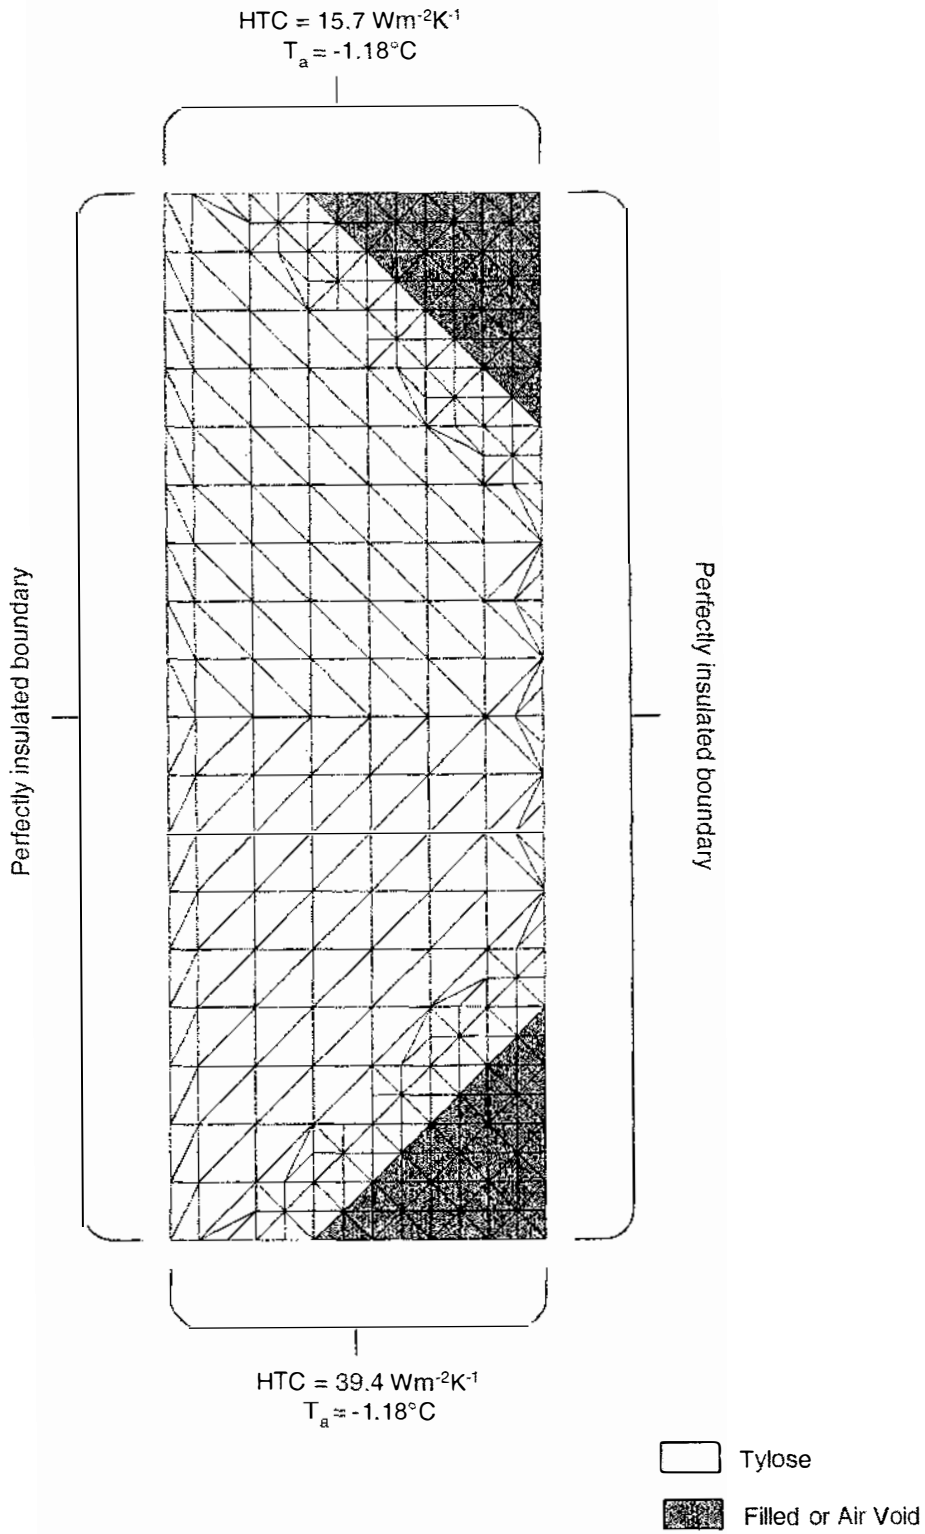 HTC = 15.7 Wm⁻²K⁻¹
Tₐ = -1.18°C
Perfectly insulated boundary
Perfectly insulated boundary
HTC = 39.4 Wm⁻²K⁻¹
Tₐ = -1.18°C
Tylose
Filled or Air Void